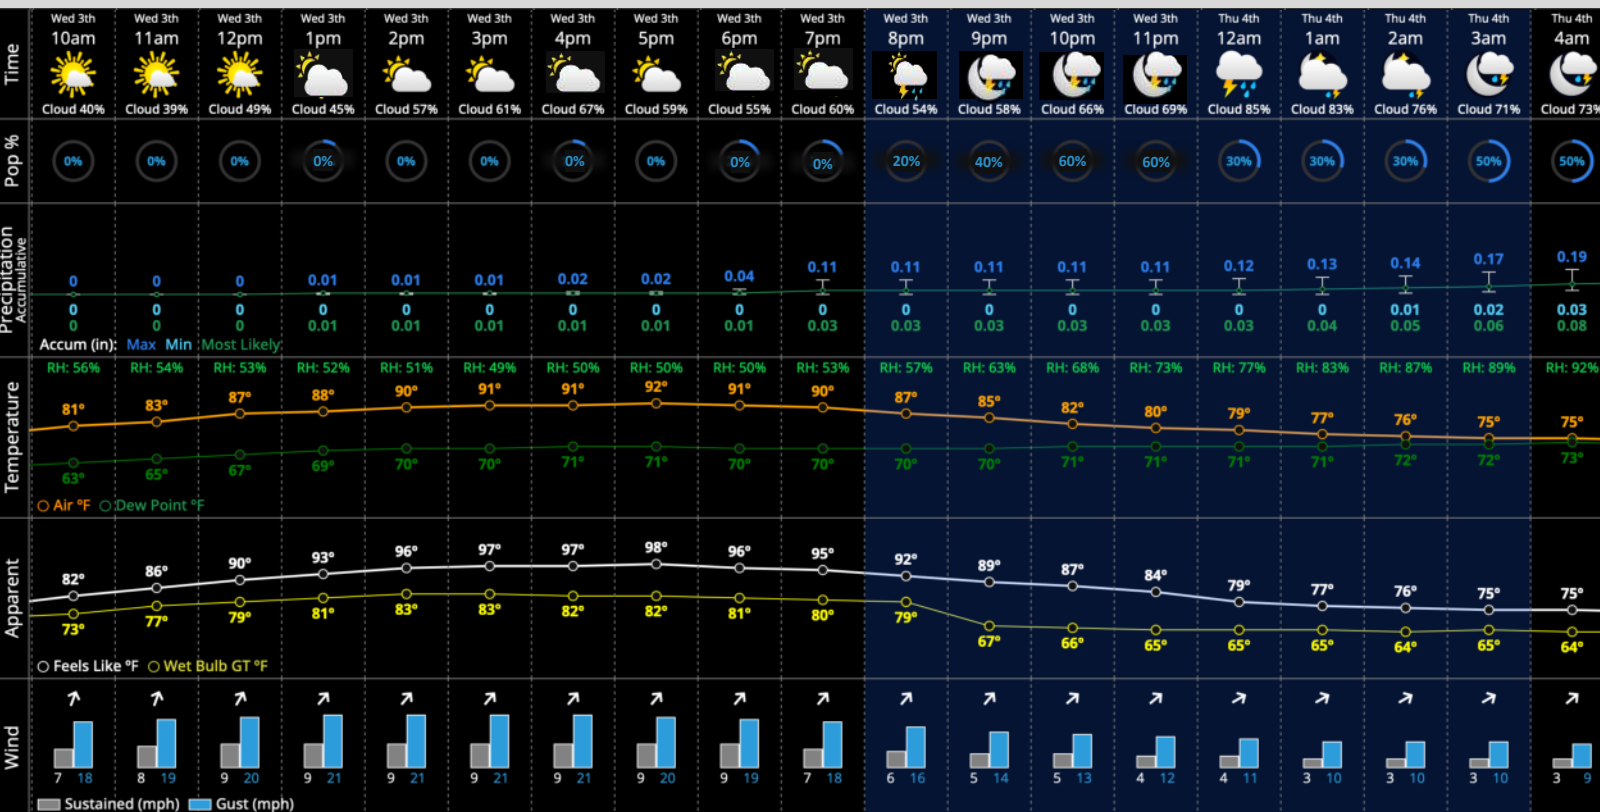 Wed 3th Wed 3th Wed 3th Wed 3th Wed 3th Wed 3th Wed 3th Wed 3th Wed 3th Wed 3th Wed 3th Wed 3th Wed 3th Wed 3th Thu 4th Thu 4th Thu 4th Thu 4th Thu 4th
Time 10am 11am 12pm 1pm 2pm 3pm 4pm 5pm 6pm 7pm 8pm 9pm 10pm 11pm 12am 1am 2am 3am 4am
Cloud 40% Cloud 39% Cloud 49% Cloud 45% Cloud 57% Cloud 61% Cloud 67% Cloud 59% Cloud 55% Cloud 60% Cloud 54% Cloud 58% Cloud 66% Cloud 69% Cloud 85% Cloud 83% Cloud 76% Cloud 71% Cloud 73%
Pop % 0% 0% 0% 0% 0% 0% 0% 0% 0% 0% 20% 40% 60% 60% 30% 30% 30% 50% 50%
Precipitation
Accumulative
0 0 0 0.01 0.01 0.01 0.02 0.02 0.04 0.11 0.11 0.11 0.11 0.11 0.12 0.13 0.14 0.17 0.19
0 0 0 0 0 0 0 0 0 0 0 0 0 0 0 0 0.01 0.02 0.03
0 0 0 0.01 0.01 0.01 0.01 0.01 0.01 0.03 0.03 0.03 0.03 0.03 0.03 0.04 0.05 0.06 0.08
Accum (in): Max Min Most Likely
RH: 56% RH: 54% RH: 53% RH: 52% RH: 51% RH: 49% RH: 50% RH: 50% RH: 50% RH: 53% RH: 57% RH: 63% RH: 68% RH: 73% RH: 77% RH: 83% RH: 87% RH: 89% RH: 92%
Temperature
81° 83° 87° 88° 90° 91° 91° 92° 91° 90° 87° 85° 82° 80° 79° 77° 76° 75° 75°
63° 65° 67° 69° 70° 70° 71° 71° 70° 70° 70° 70° 71° 71° 71° 71° 72° 72° 73°
Air °F Dew Point °F
Apparent
82° 86° 90° 93° 96° 97° 97° 98° 96° 95° 92° 89° 87° 84° 79° 77° 76° 75° 75°
73° 77° 79° 81° 83° 83° 82° 82° 81° 80° 79° 67° 66° 65° 65° 65° 64° 65° 64°
Feels Like °F Wet Bulb GT °F
Wind
7 18 8 19 9 20 9 21 9 21 9 21 9 21 9 20 9 19 7 18 6 16 5 14 5 13 4 12 4 11 3 10 3 10 3 10 3 9
Sustained (mph) Gust (mph)